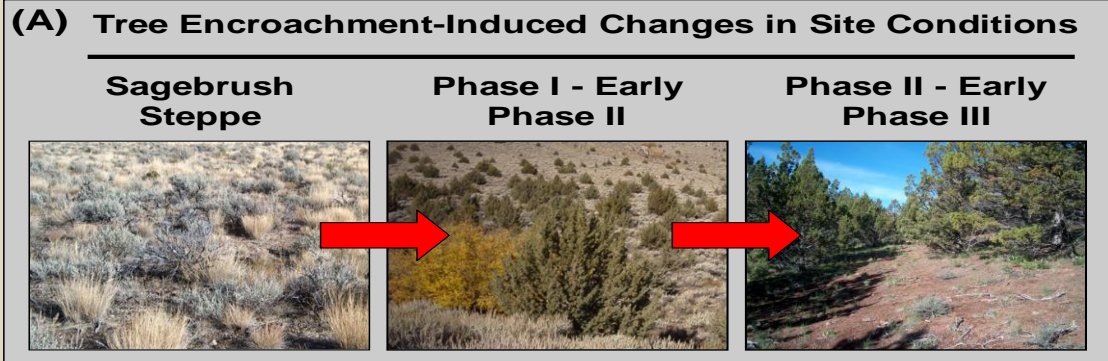 (A) Tree Encroachment-Induced Changes in Site Conditions
Sagebrush
Steppe
Phase I - Early
Phase II
Phase II - Early
Phase III